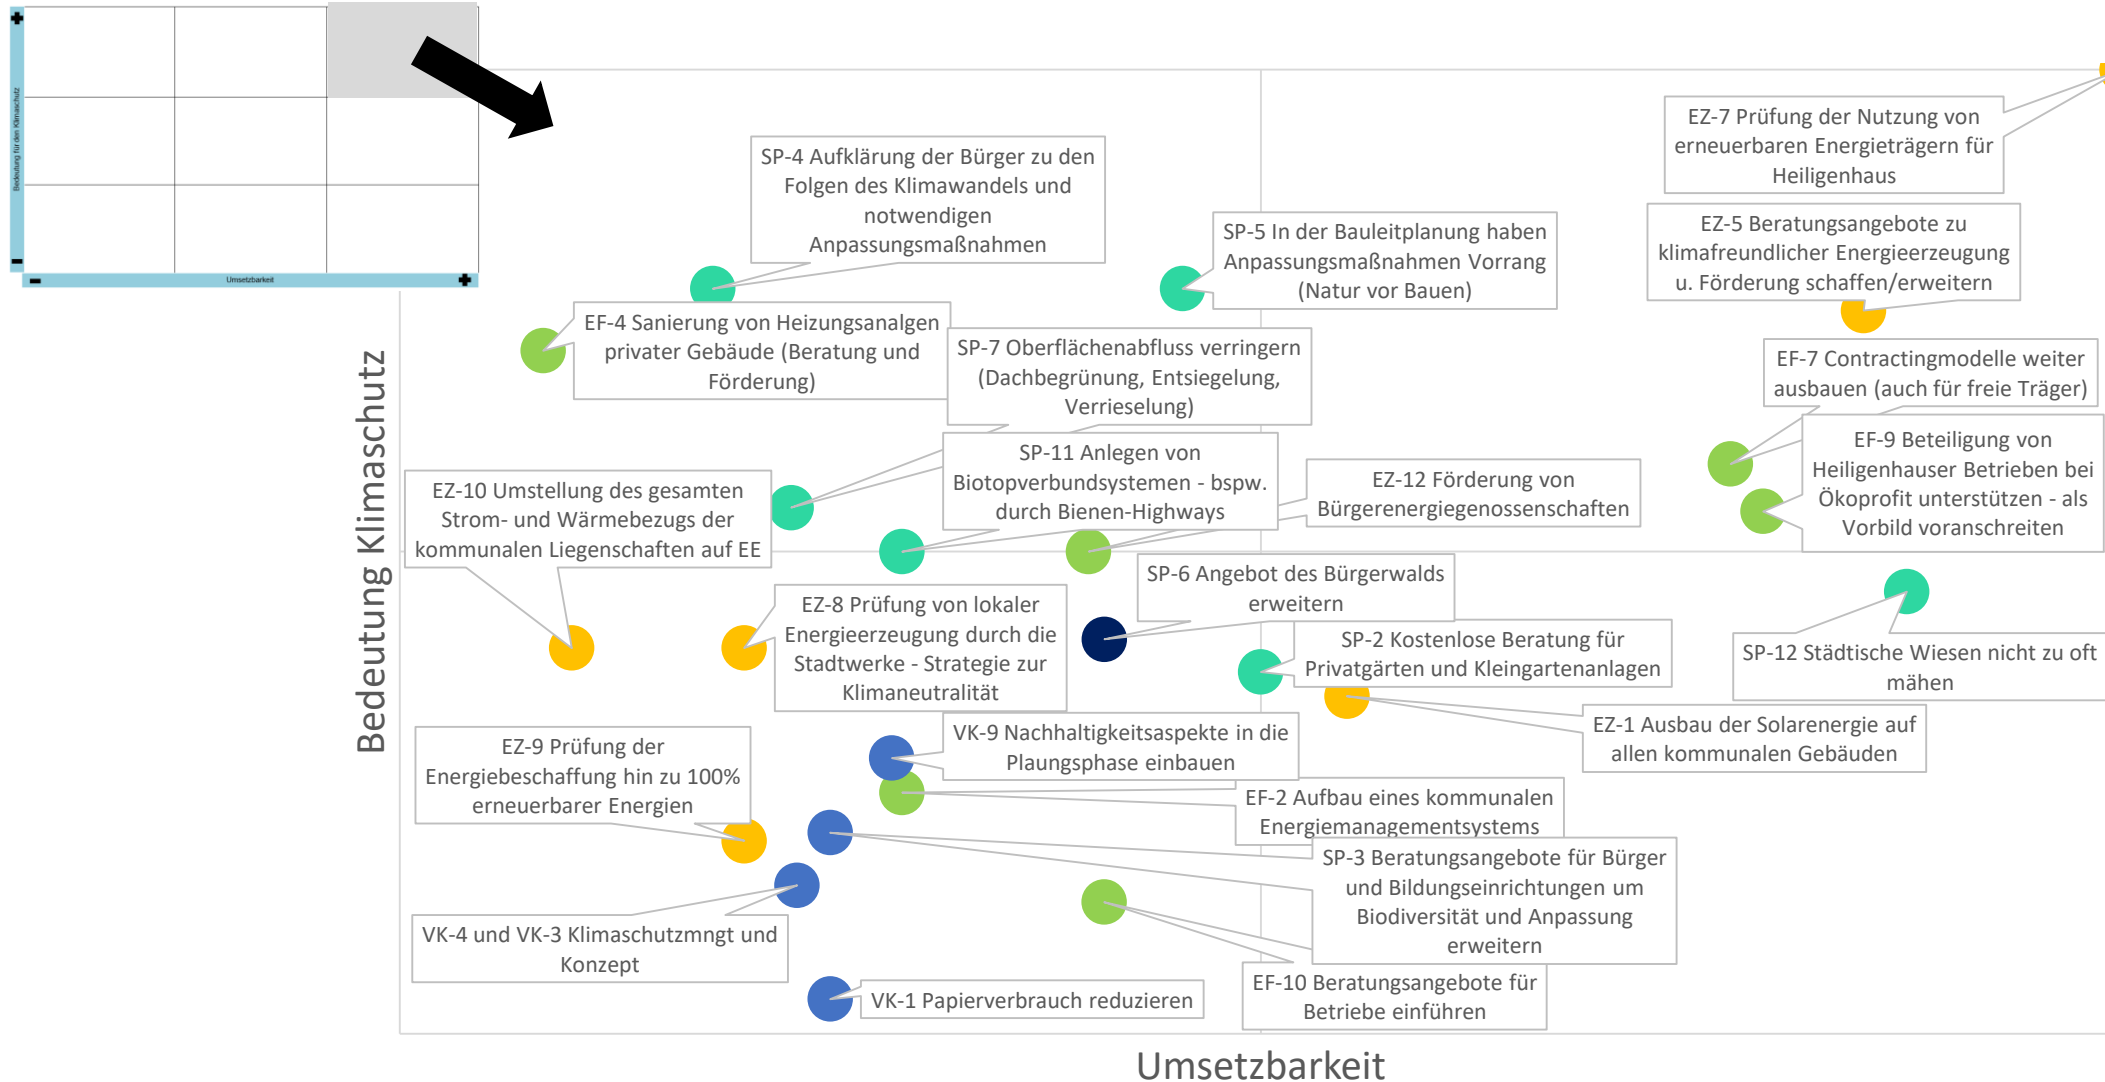 Bedeutung für den Klimaschutz
Umsetzbarkeit
SP-4 Aufklärung der Bürger zu den
Folgen des Klimawandels und
notwendigen
Anpassungsmaßnahmen
EZ-7 Prüfung der Nutzung von
erneuerbaren Energieträgern für
Heiligenhaus
SP-5 In der Bauleitplanung haben
Anpassungsmaßnahmen Vorrang
(Natur vor Bauen)
EZ-5 Beratungsangebote zu
klimafreundlicher Energieerzeugung
u. Förderung schaffen/erweitern
EF-4 Sanierung von Heizungsanalgen
privater Gebäude (Beratung und
Förderung)
SP-7 Oberflächenabfluss verringern
(Dachbegrünung, Entsiegelung,
Verrieselung)
EF-7 Contractingmodelle weiter
ausbauen (auch für freie Träger)
EF-9 Beteiligung von
Heiligenhauser Betrieben bei
Ökoprofit unterstützen - als
Vorbild voranschreiten
SP-11 Anlegen von
Biotopverbundsystemen - bspw.
durch Bienen-Highways
EZ-12 Förderung von
Bürgerenergiegenossenschaften
EZ-10 Umstellung des gesamten
Strom- und Wärmebezugs der
kommunalen Liegenschaften auf EE
SP-6 Angebot des Bürgerwalds
erweitern
EZ-8 Prüfung von lokaler
Energieerzeugung durch die
Stadtwerke - Strategie zur
Klimaneutralität
SP-2 Kostenlose Beratung für
Privatgärten und Kleingartenanlagen
SP-12 Städtische Wiesen nicht zu oft
mähen
EZ-1 Ausbau der Solarenergie auf
allen kommunalen Gebäuden
VK-9 Nachhaltigkeitsaspekte in die
Plaungsphase einbauen
EZ-9 Prüfung der
Energiebeschaffung hin zu 100%
erneuerbarer Energien
EF-2 Aufbau eines kommunalen
Energiemanagementsystems
SP-3 Beratungsangebote für Bürger
und Bildungseinrichtungen um
Biodiversität und Anpassung
erweitern
VK-4 und VK-3 Klimaschutzmngt und
Konzept
EF-10 Beratungsangebote für
Betriebe einführen
VK-1 Papierverbrauch reduzieren
Bedeutung Klimaschutz
Umsetzbarkeit